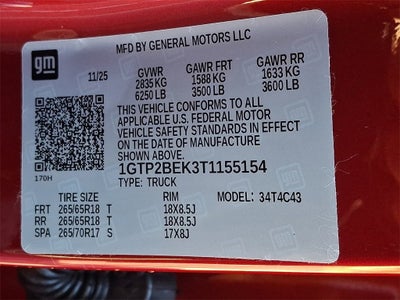 MFD BY GENERAL MOTORS LLC
gm
11/25 GVWR GAWR FRT GAWR RR
2835 KG 1588 KG 1633 KG
6250 LB 3500 LB 3600 LB
THIS VEHICLE CONFORMS TO ALL
APPLICABLE U.S. FEDERAL MOTOR
VEHICLE SAFETY STANDARDS IN EFFECT
ON THE DATE OF MANUFACTURE
SHOWN ABOVE.
170H
1GTP2BEK3T1155154
TYPE: TRUCK
TIRE SIZE RIM MODEL: 34T4C43
FRT 265/65R18 T 18X8.5J
RR 265/65R18 T 18X8.5J
SPA 265/70R17 S 17X8J